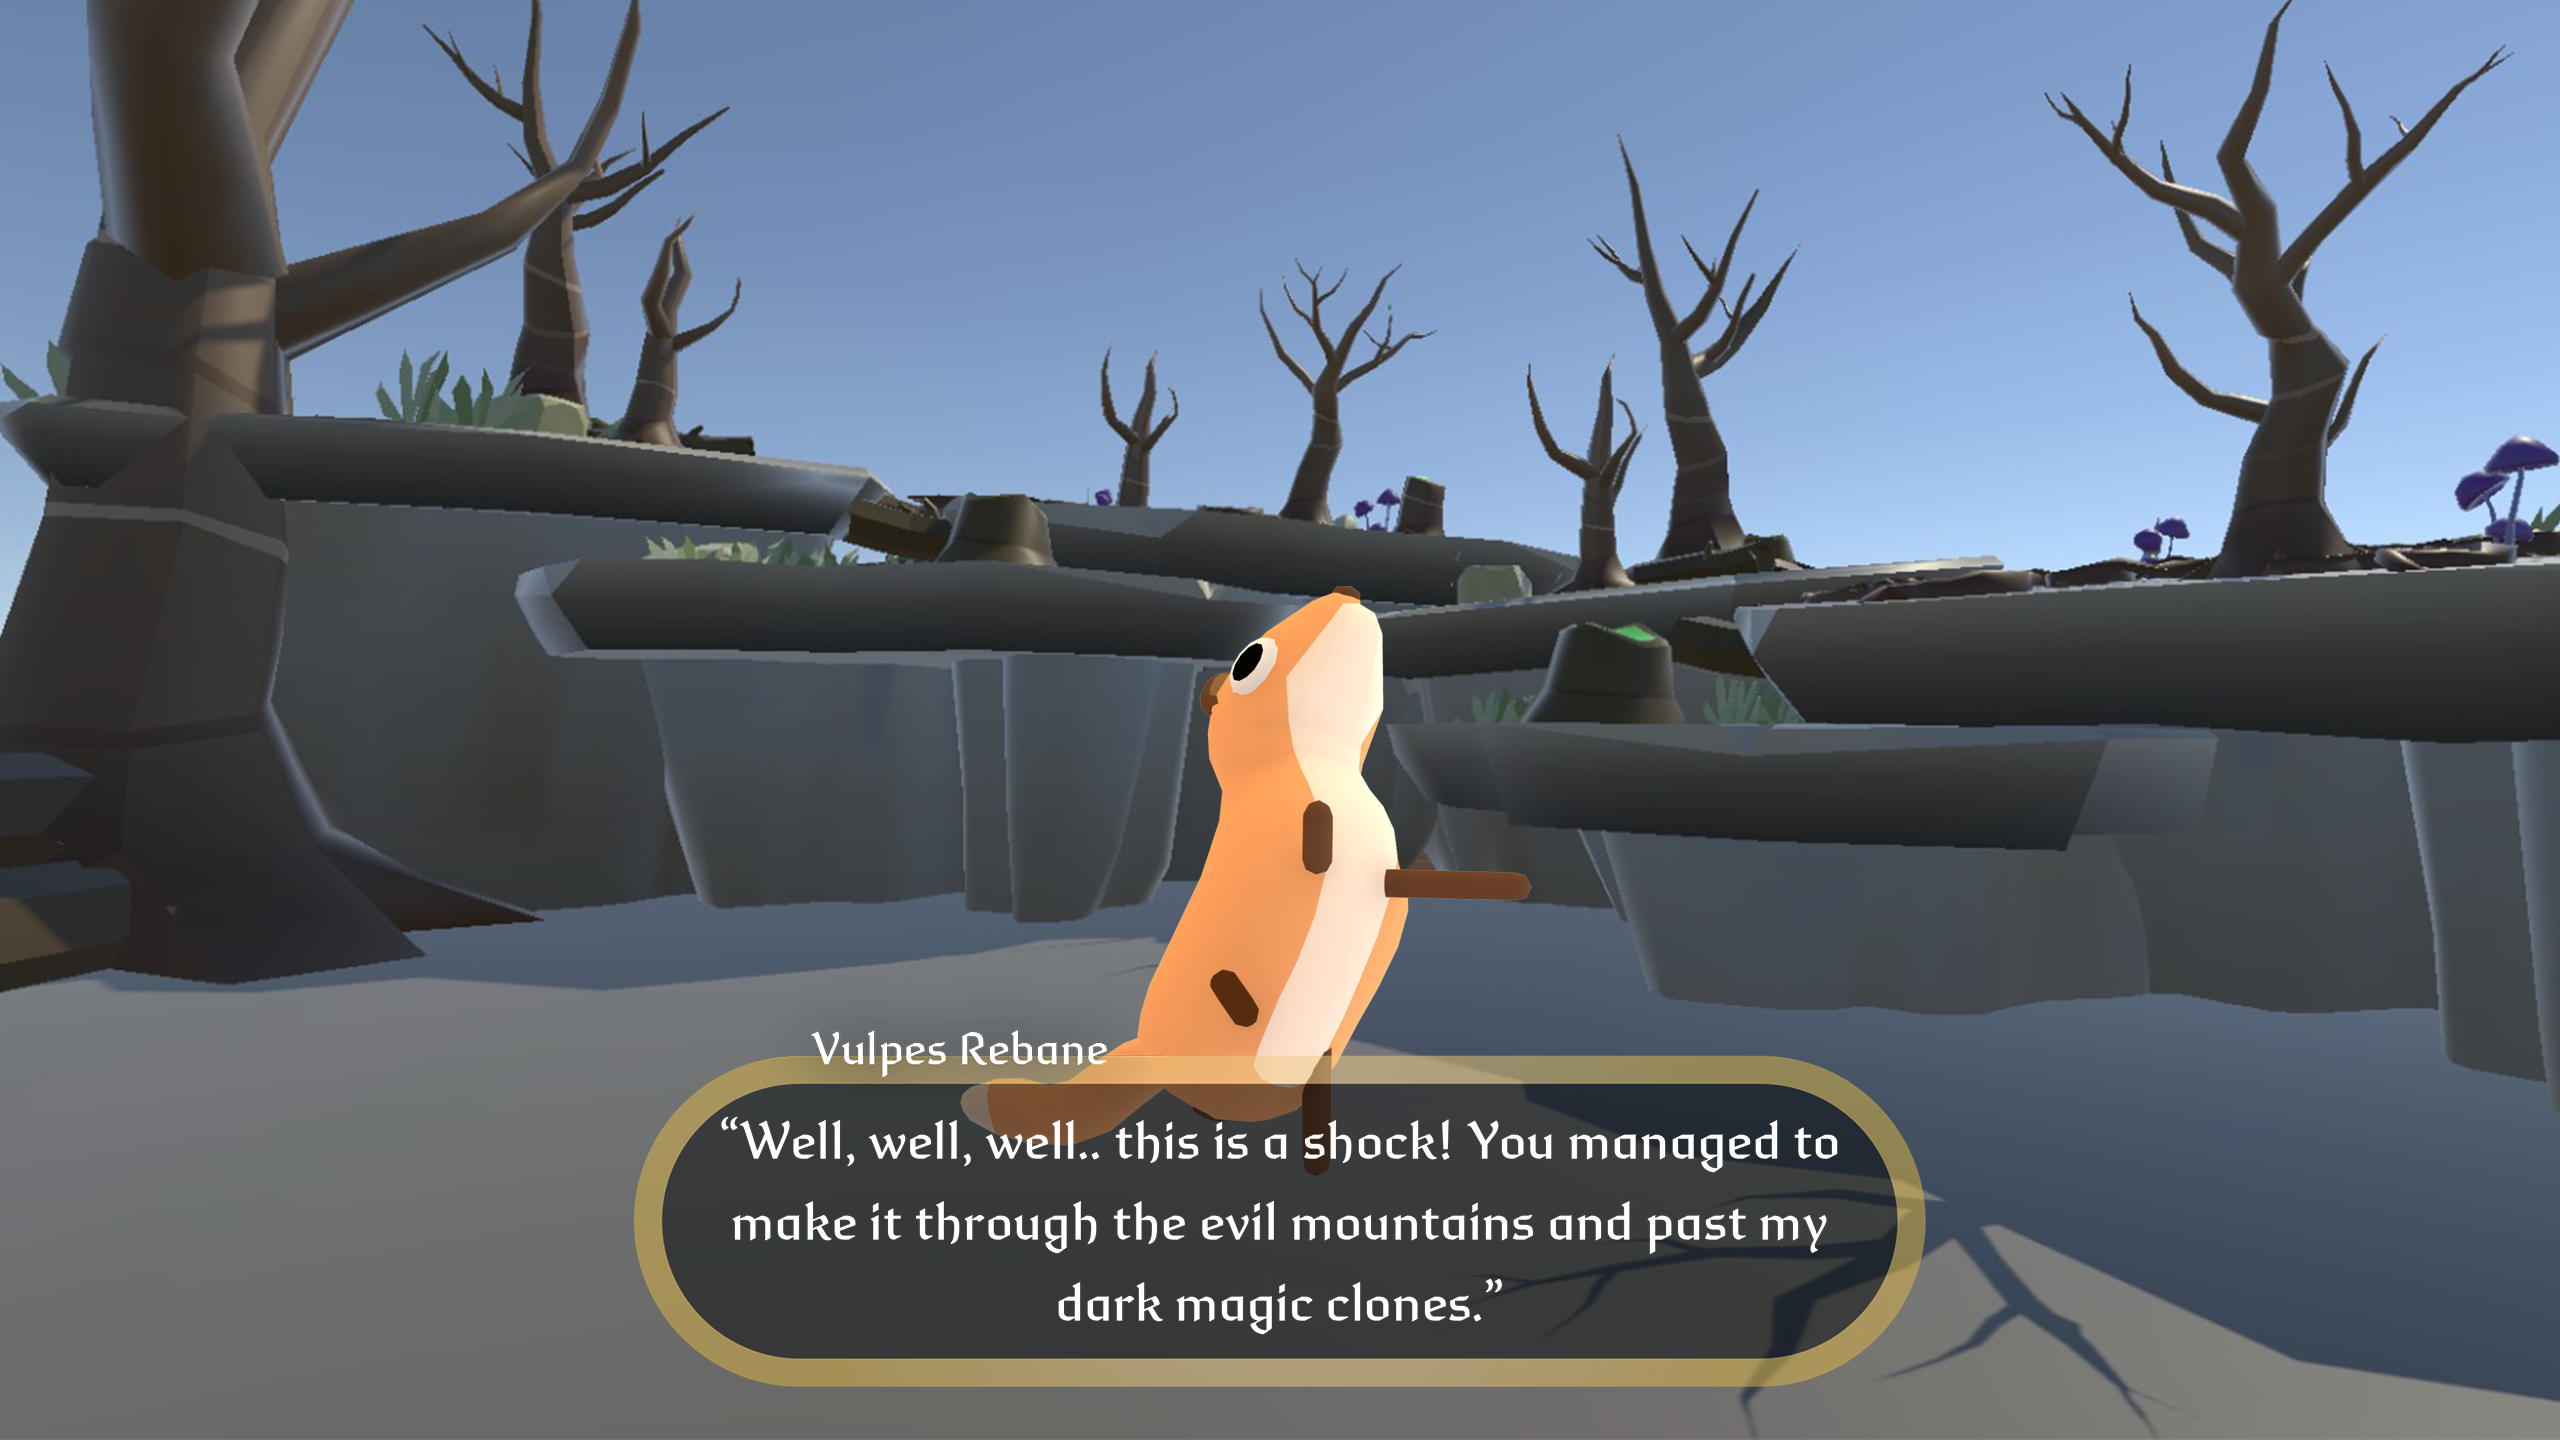 Vulpes Rebane
“Well, well, well.. this is a shock! You managed to
make it through the evil mountains and past my
dark magic clones.”